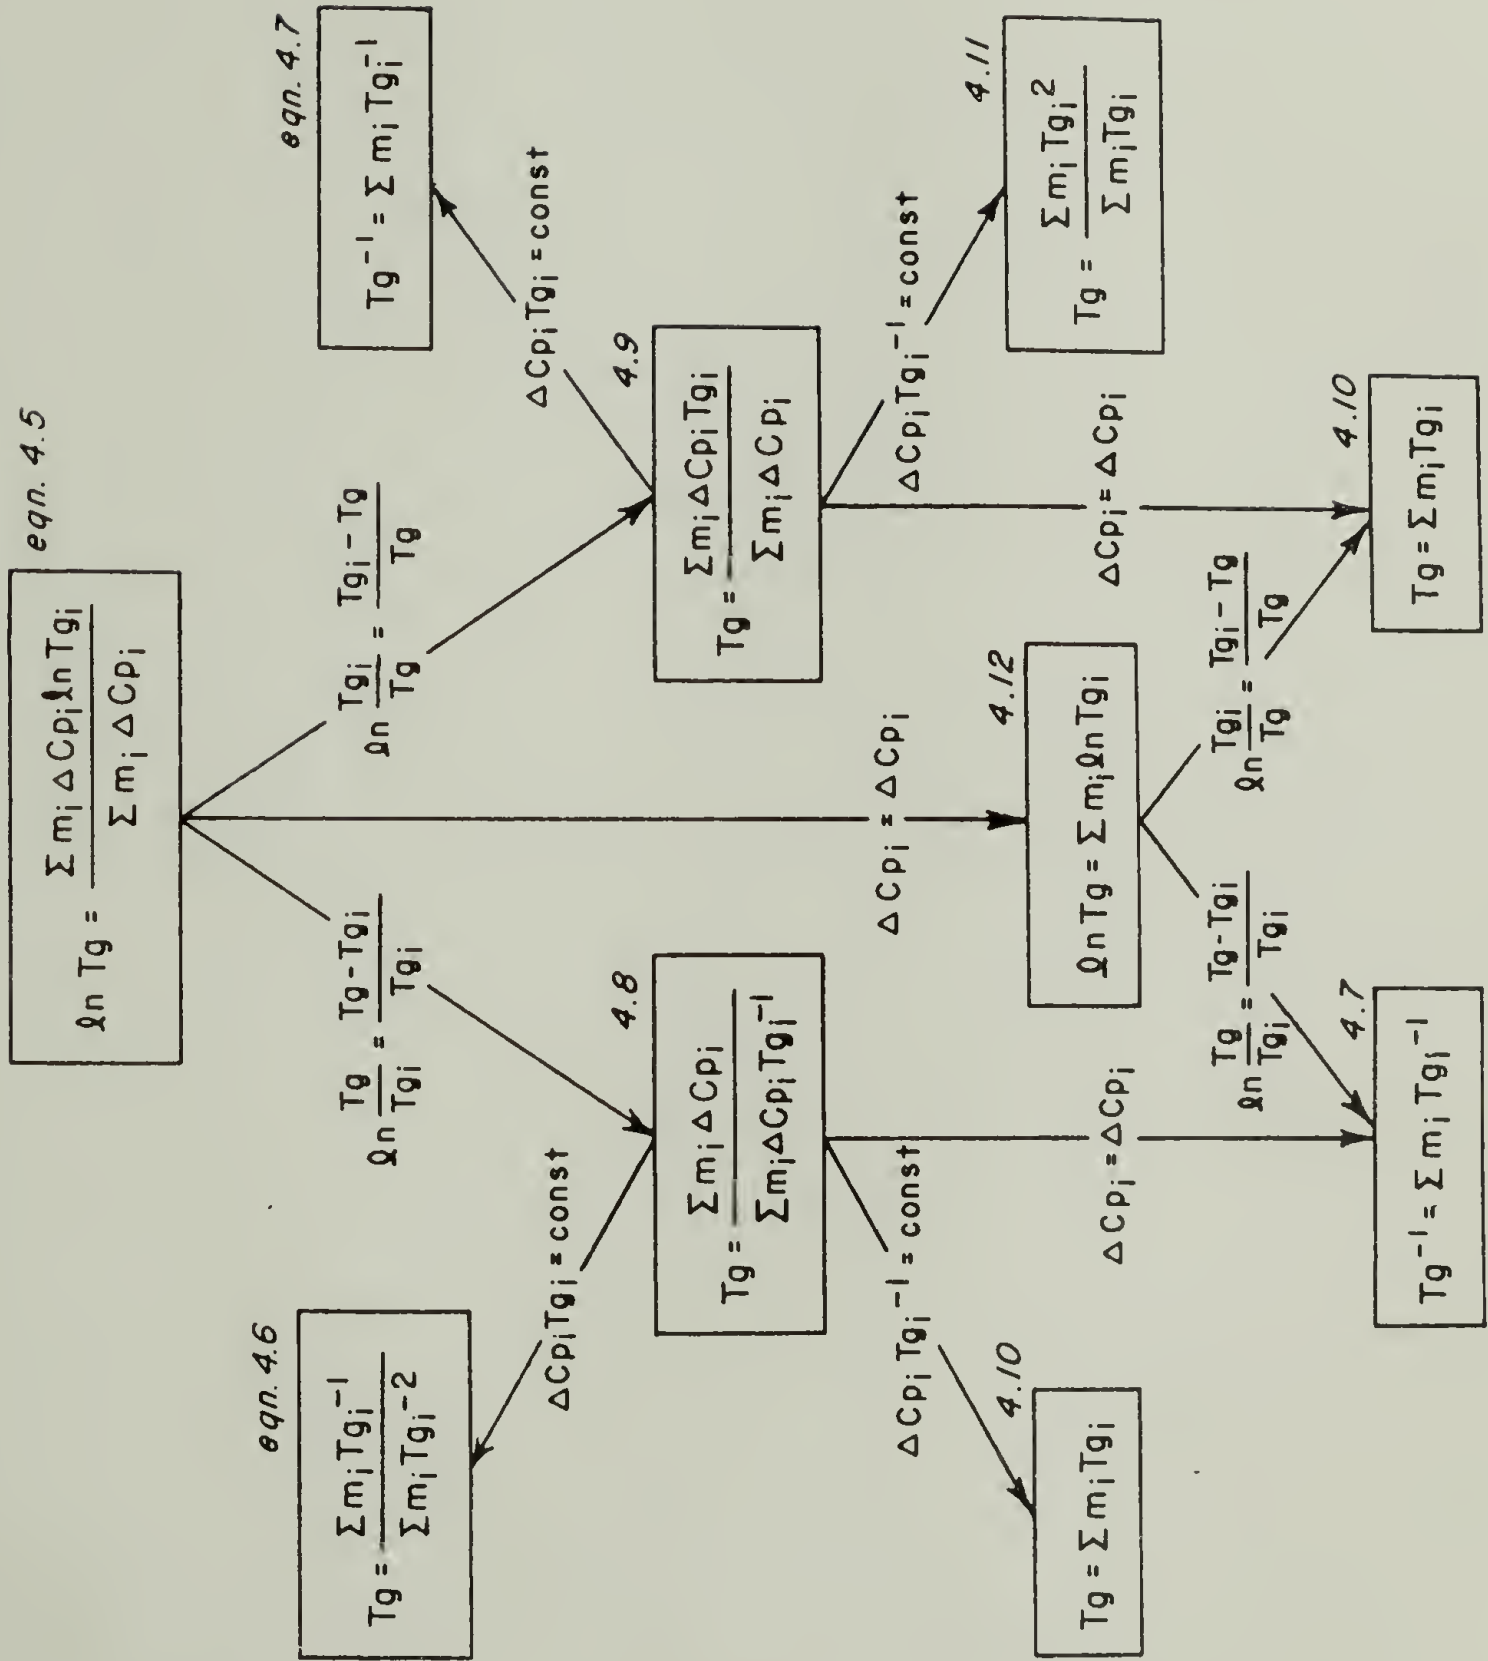 eqn. 4.5
ln Tg = Σ mᵢ ΔCpᵢ ln Tgᵢ / Σ mᵢ ΔCpᵢ
ln Tg/Tgᵢ = Tg - Tgᵢ / Tgᵢ
ln Tgᵢ/Tg = Tgᵢ - Tg / Tg
eqn. 4.6
Tg = Σ mᵢ Tgᵢ⁻¹ / Σ mᵢ Tgᵢ⁻²
eqn. 4.7
Tg⁻¹ = Σ mᵢ Tgᵢ⁻¹
ΔCpᵢ Tgᵢ = const
ΔCpᵢ Tgᵢ = const
4.8
Tg = Σ mᵢ ΔCpᵢ / Σ mᵢ ΔCpᵢ Tgᵢ⁻¹
4.9
Tg = Σ mᵢ ΔCpᵢ Tgᵢ / Σ mᵢ ΔCpᵢ
ΔCpᵢ Tgᵢ⁻¹ = const
ΔCpᵢ = ΔCpᵢ
ΔCpᵢ Tgᵢ⁻¹ = const
4.10
Tg = Σ mᵢ Tgᵢ
4.12
ln Tg = Σ mᵢ ln Tgᵢ
4.11
Tg = Σ mᵢ Tgᵢ² / Σ mᵢ Tgᵢ
ΔCpᵢ = ΔCpᵢ
ln Tg/Tgᵢ = Tg - Tgᵢ / Tgᵢ
ln Tgᵢ/Tg = Tgᵢ - Tg / Tg
ΔCpᵢ = ΔCpᵢ
4.7
Tg⁻¹ = Σ mᵢ Tgᵢ⁻¹
4.10
Tg = Σ mᵢ Tgᵢ